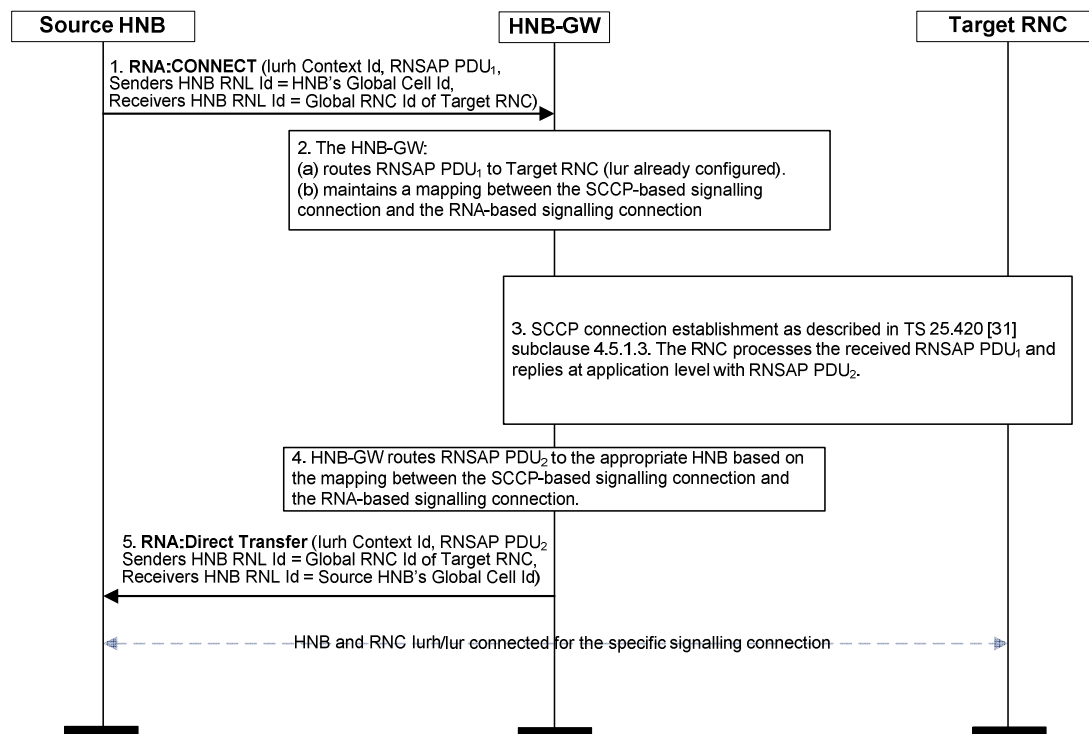 Source HNB
HNB-GW
Target RNC
1. RNA:CONNECT (Iurh Context Id, RNSAP PDU₁,
Senders HNB RNL Id = HNB's Global Cell Id,
Receivers HNB RNL Id = Global RNC Id of Target RNC)
2. The HNB-GW:
(a) routes RNSAP PDU₁ to Target RNC (Iur already configured).
(b) maintains a mapping between the SCCP-based signalling
connection and the RNA-based signalling connection
3. SCCP connection establishment as described in TS 25.420 [31]
subclause 4.5.1.3. The RNC processes the received RNSAP PDU₁ and
replies at application level with RNSAP PDU₂.
4. HNB-GW routes RNSAP PDU₂ to the appropriate HNB based on
the mapping between the SCCP-based signalling connection and
the RNA-based signalling connection.
5. RNA:Direct Transfer (Iurh Context Id, RNSAP PDU₂
Senders HNB RNL Id = Global RNC Id of Target RNC,
Receivers HNB RNL Id = Source HNB's Global Cell Id)
HNB and RNC Iurh/Iur connected for the specific signalling connection